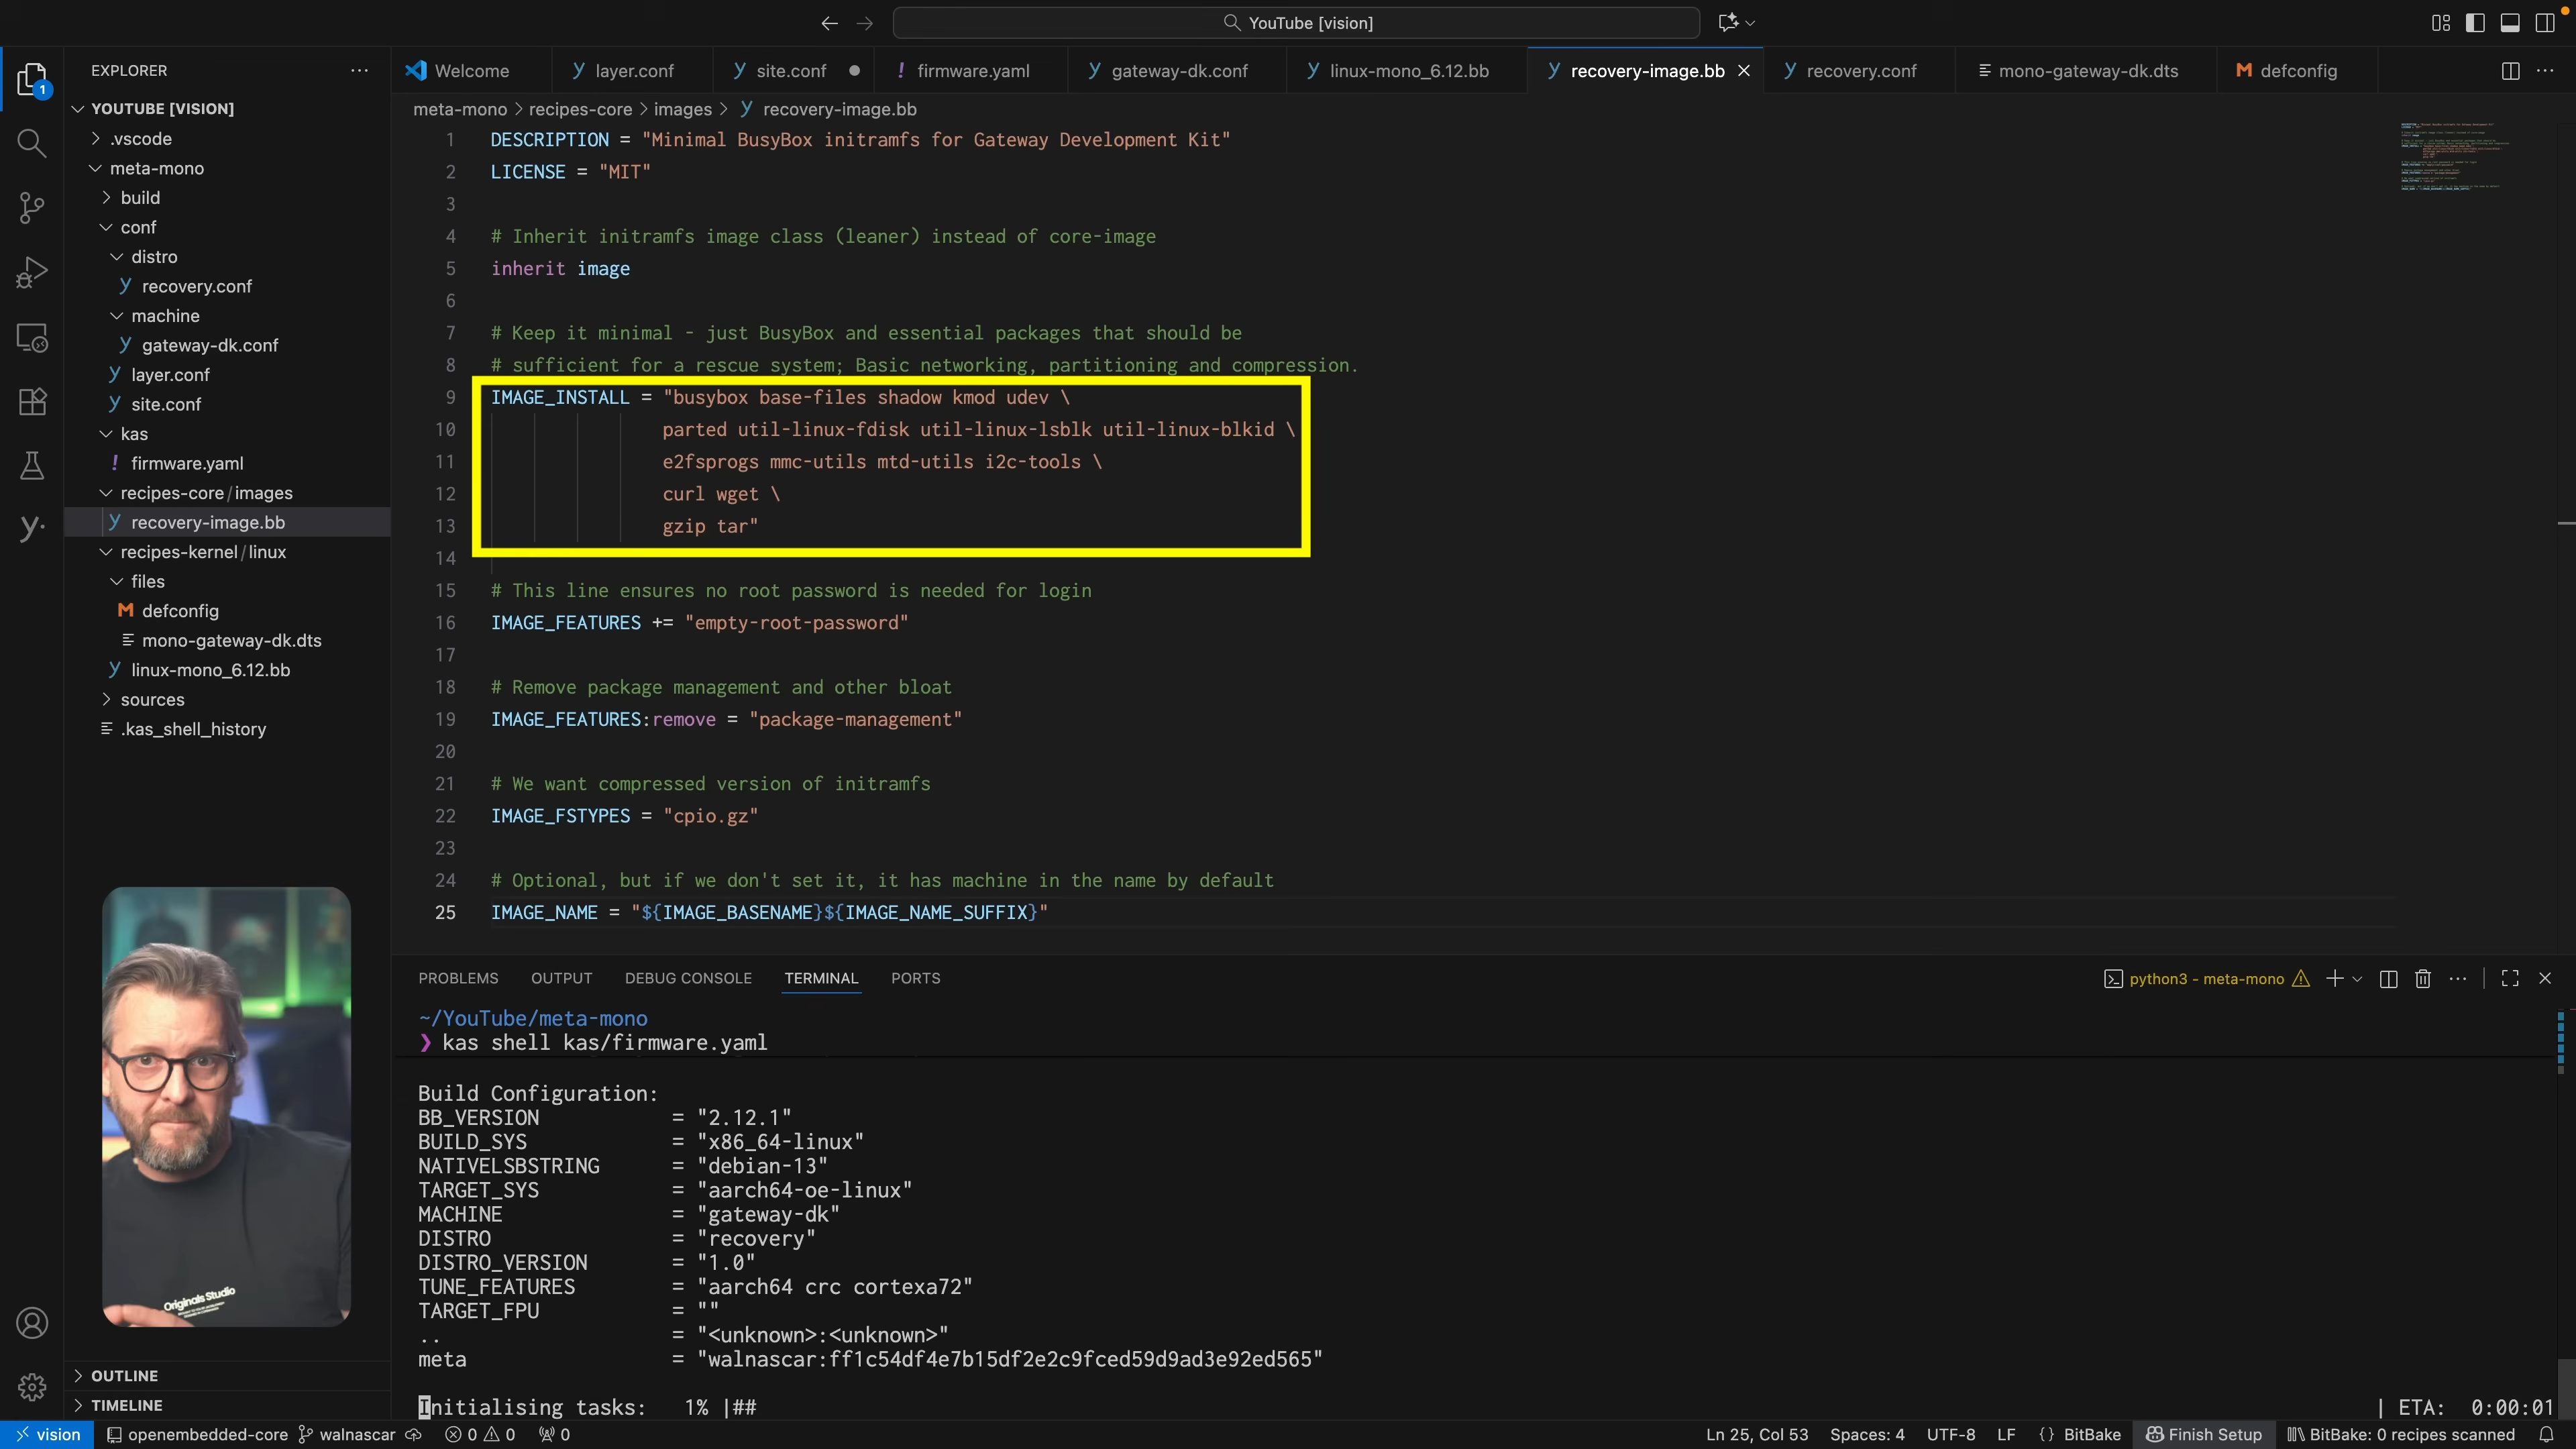 YouTube [vision]
EXPLORER
Welcome
layer.conf
site.conf
firmware.yaml
gateway-dk.conf
linux-mono_6.12.bb
recovery-image.bb
recovery.conf
mono-gateway-dk.dts
defconfig
1
YOUTUBE [VISION]
.vscode
meta-mono
build
conf
distro
recovery.conf
machine
gateway-dk.conf
layer.conf
site.conf
kas
firmware.yaml
recipes-core/images
recovery-image.bb
recipes-kernel/linux
files
defconfig
mono-gateway-dk.dts
linux-mono_6.12.bb
sources
.kas_shell_history
OUTLINE
TIMELINE
meta-mono > recipes-core > images > recovery-image.bb
1 DESCRIPTION = "Minimal BusyBox initramfs for Gateway Development Kit"
2 LICENSE = "MIT"
3
4 # Inherit initramfs image class (leaner) instead of core-image
5 inherit image
6
7 # Keep it minimal - just BusyBox and essential packages that should be
8 # sufficient for a rescue system; Basic networking, partitioning and compression.
9 IMAGE_INSTALL = "busybox base-files shadow kmod udev \
10 parted util-linux-fdisk util-linux-lsblk util-linux-blkid \
11 e2fsprogs mmc-utils mtd-utils i2c-tools \
12 curl wget \
13 gzip tar"
14
15 # This line ensures no root password is needed for login
16 IMAGE_FEATURES += "empty-root-password"
17
18 # Remove package management and other bloat
19 IMAGE_FEATURES:remove = "package-management"
20
21 # We want compressed version of initramfs
22 IMAGE_FSTYPES = "cpio.gz"
23
24 # Optional, but if we don't set it, it has machine in the name by default
25 IMAGE_NAME = "${IMAGE_BASENAME}${IMAGE_NAME_SUFFIX}"
PROBLEMS OUTPUT DEBUG CONSOLE TERMINAL PORTS
python3 - meta-mono
~/YouTube/meta-mono
❯ kas shell kas/firmware.yaml
Build Configuration:
BB_VERSION = "2.12.1"
BUILD_SYS = "x86_64-linux"
NATIVELSBSTRING = "debian-13"
TARGET_SYS = "aarch64-oe-linux"
MACHINE = "gateway-dk"
DISTRO = "recovery"
DISTRO_VERSION = "1.0"
TUNE_FEATURES = "aarch64 crc cortexa72"
TARGET_FPU = ""
.. = "<unknown>:<unknown>"
meta = "walnascar:ff1c54df4e7b15df2e2c9fced59d9ad3e92ed565"
Initialising tasks: 1% |## | ETA: 0:00:01
Originals Studio
vision openembedded-core walnascar 0 0 0
Ln 25, Col 53 Spaces: 4 UTF-8 LF {} BitBake Finish Setup BitBake: 0 recipes scanned